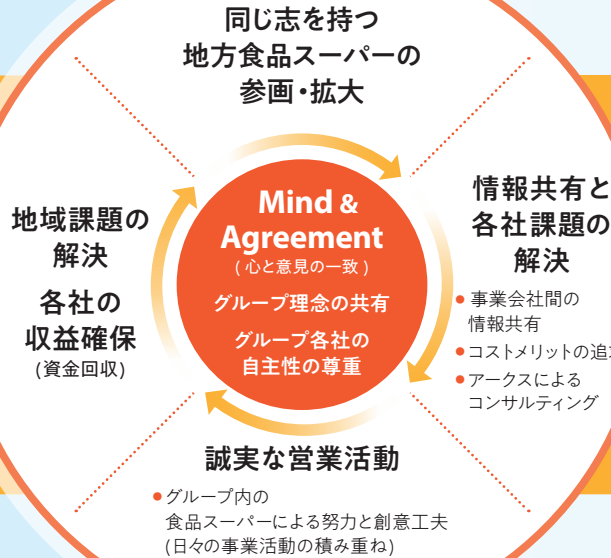 同じ志を持つ
地方食品スーパーの
参画・拡大
情報共有と
各社課題の
解決
● 事業会社間の
情報共有
● コストメリットの追
● アークスによる
コンサルティング
誠実な営業活動
● グループ内の
食品スーパーによる努力と創意工夫
(日々の事業活動の積み重ね)
地域課題の
解決
各社の
収益確保
(資金回収)
Mind &
Agreement
(心と意見の一致)
グループ理念の共有
グループ各社の
自主性の尊重